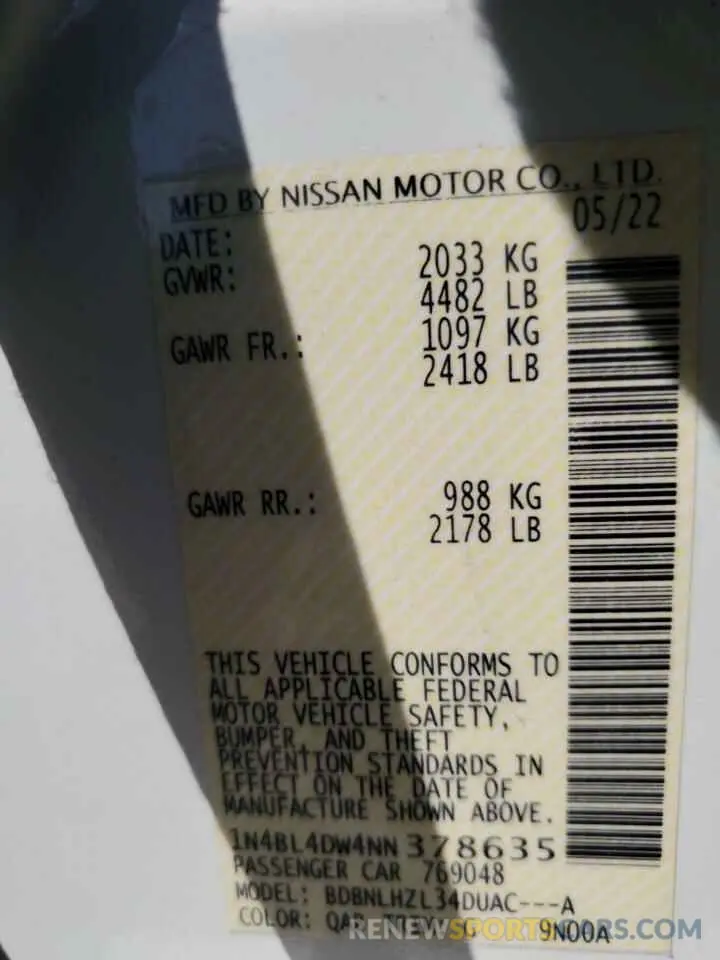 MFD BY NISSAN MOTOR CO., LTD.
DATE: 05/22
GVWR: 2033 KG
4482 LB
GAWR FR.: 1097 KG
2418 LB
GAWR RR.: 988 KG
2178 LB
THIS VEHICLE CONFORMS TO
ALL APPLICABLE FEDERAL
MOTOR VEHICLE SAFETY,
BUMPER, AND THEFT
PREVENTION STANDARDS IN
EFFECT ON THE DATE OF
MANUFACTURE SHOWN ABOVE.
1N4BL4DW4NN378635
PASSENGER CAR 769048
MODEL: BDBNLHZL34DUAC---A
COLOR: QAB 9N00A
RENEWSPORTSCARS.COM